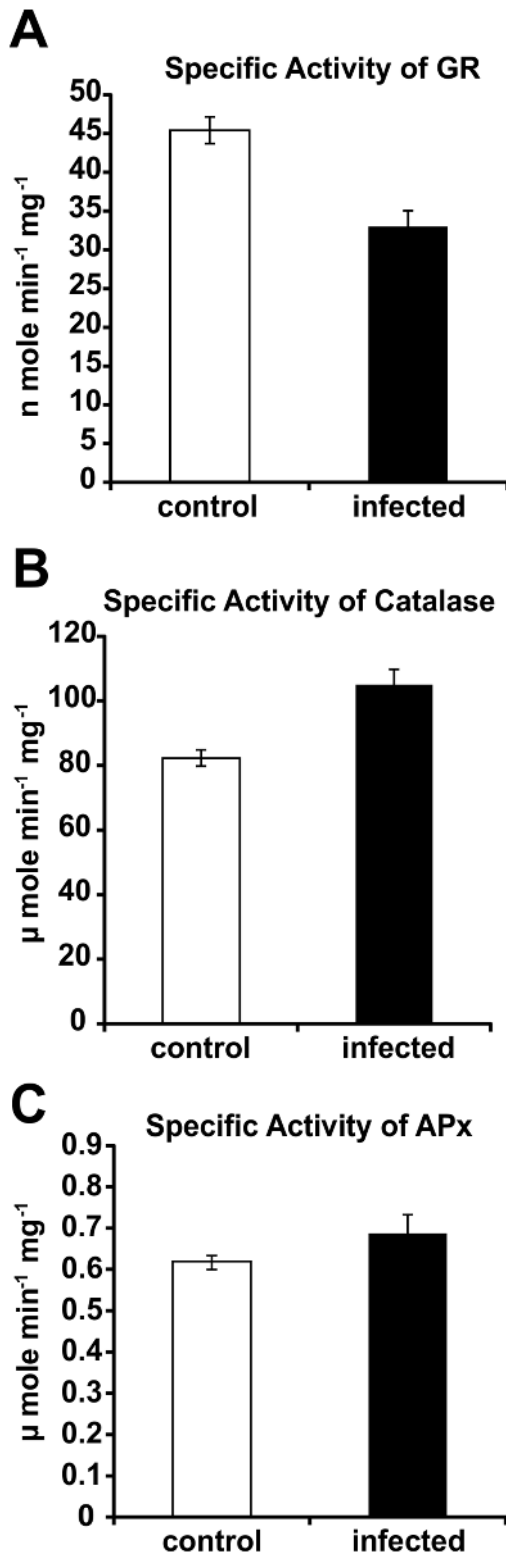 A
Specific Activity of GR
n mole min⁻¹ mg⁻¹
50
45
40
35
30
25
20
15
10
5
0
control infected
B
Specific Activity of Catalase
µ mole min⁻¹ mg⁻¹
120
100
80
60
40
20
0
control infected
C
Specific Activity of APx
µ mole min⁻¹ mg⁻¹
0.9
0.8
0.7
0.6
0.5
0.4
0.3
0.2
0.1
0
control infected